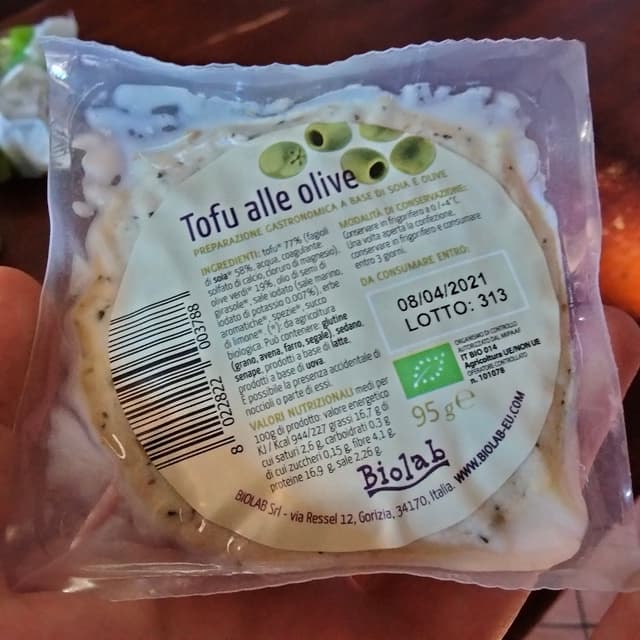 Tofu alle olive
PREPARAZIONE GASTRONOMICA A BASE DI SOIA E OLIVE
INGREDIENTI: tofu* 77% (fagioli
di soia* 58%, acqua, coagulante:
solfato di calcio, cloruro di magnesio),
olive verdi* 19%, olio di semi di
girasole*, sale iodato (sale marino,
iodato di potassio 0.007%), erbe
aromatiche*, spezie*, succo
di limone*. (*): da agricoltura
biologica. Può contenere: glutine
(grano, avena, farro, segale), sedano,
senape, prodotti a base di latte,
prodotti a base di uova.
È possibile la presenza accidentale di
noccioli o parte di essi.
VALORI NUTRIZIONALI medi per
100g di prodotto: valore energetico
KJ / Kcal 944/227 grassi 16,7 g di
cui saturi 2,6 g, carboidrati 0,3 g
di cui zuccheri 0,15 g, fibre 4,1 g,
proteine 16,9 g, sale 2,26 g.
MODALITÀ DI CONSERVAZIONE:
Conservare in frigorifero a 0 / +4°C.
Una volta aperta la confezione,
conservare in frigorifero e consumare
entro 3 giorni.
DA CONSUMARE ENTRO:
08/04/2021
LOTTO: 313
ORGANISMO DI CONTROLLO
AUTORIZZATO DAL MIPAAF
IT BIO 014
Agricoltura UE/NON UE
OPERATORE CONTROLLATO
n. 101078
95 g e
Biolab
8 022822 003788
BIOLAB Srl - via Ressel 12, Gorizia, 34170, Italia. WWW.BIOLAB-EU.COM